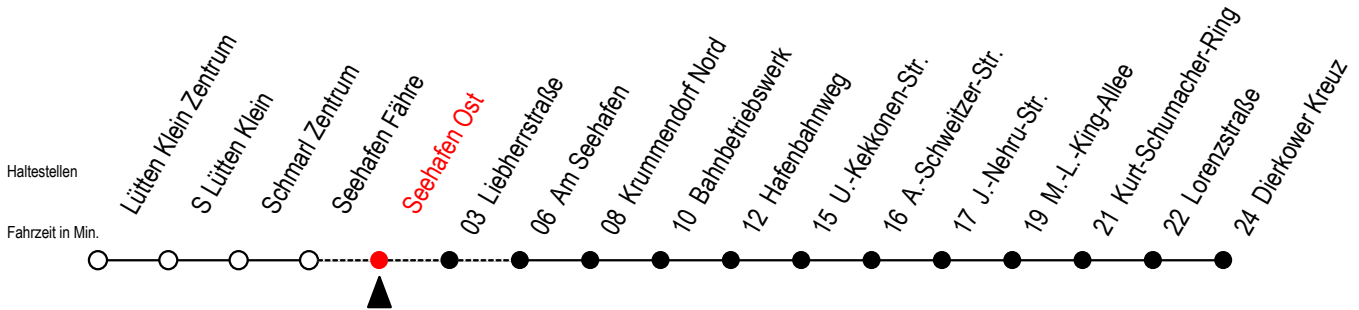 Haltestellen
Fahrzeit in Min.
Lütten Klein Zentrum
S Lütten Klein
Schmarl Zentrum
Seehafen Fähre
Seehafen Ost
03 Liebherrstraße
06 Am Seehafen
08 Krummendorf Nord
10 Bahnbetriebswerk
12 Hafenbahnweg
15 U.-Kekkonen-Str.
16 A.-Schweitzer-Str.
17 J.-Nehru-Str.
19 M.-L.-King-Allee
21 Kurt-Schumacher-Ring
22 Lorenzstraße
24 Dierkower Kreuz